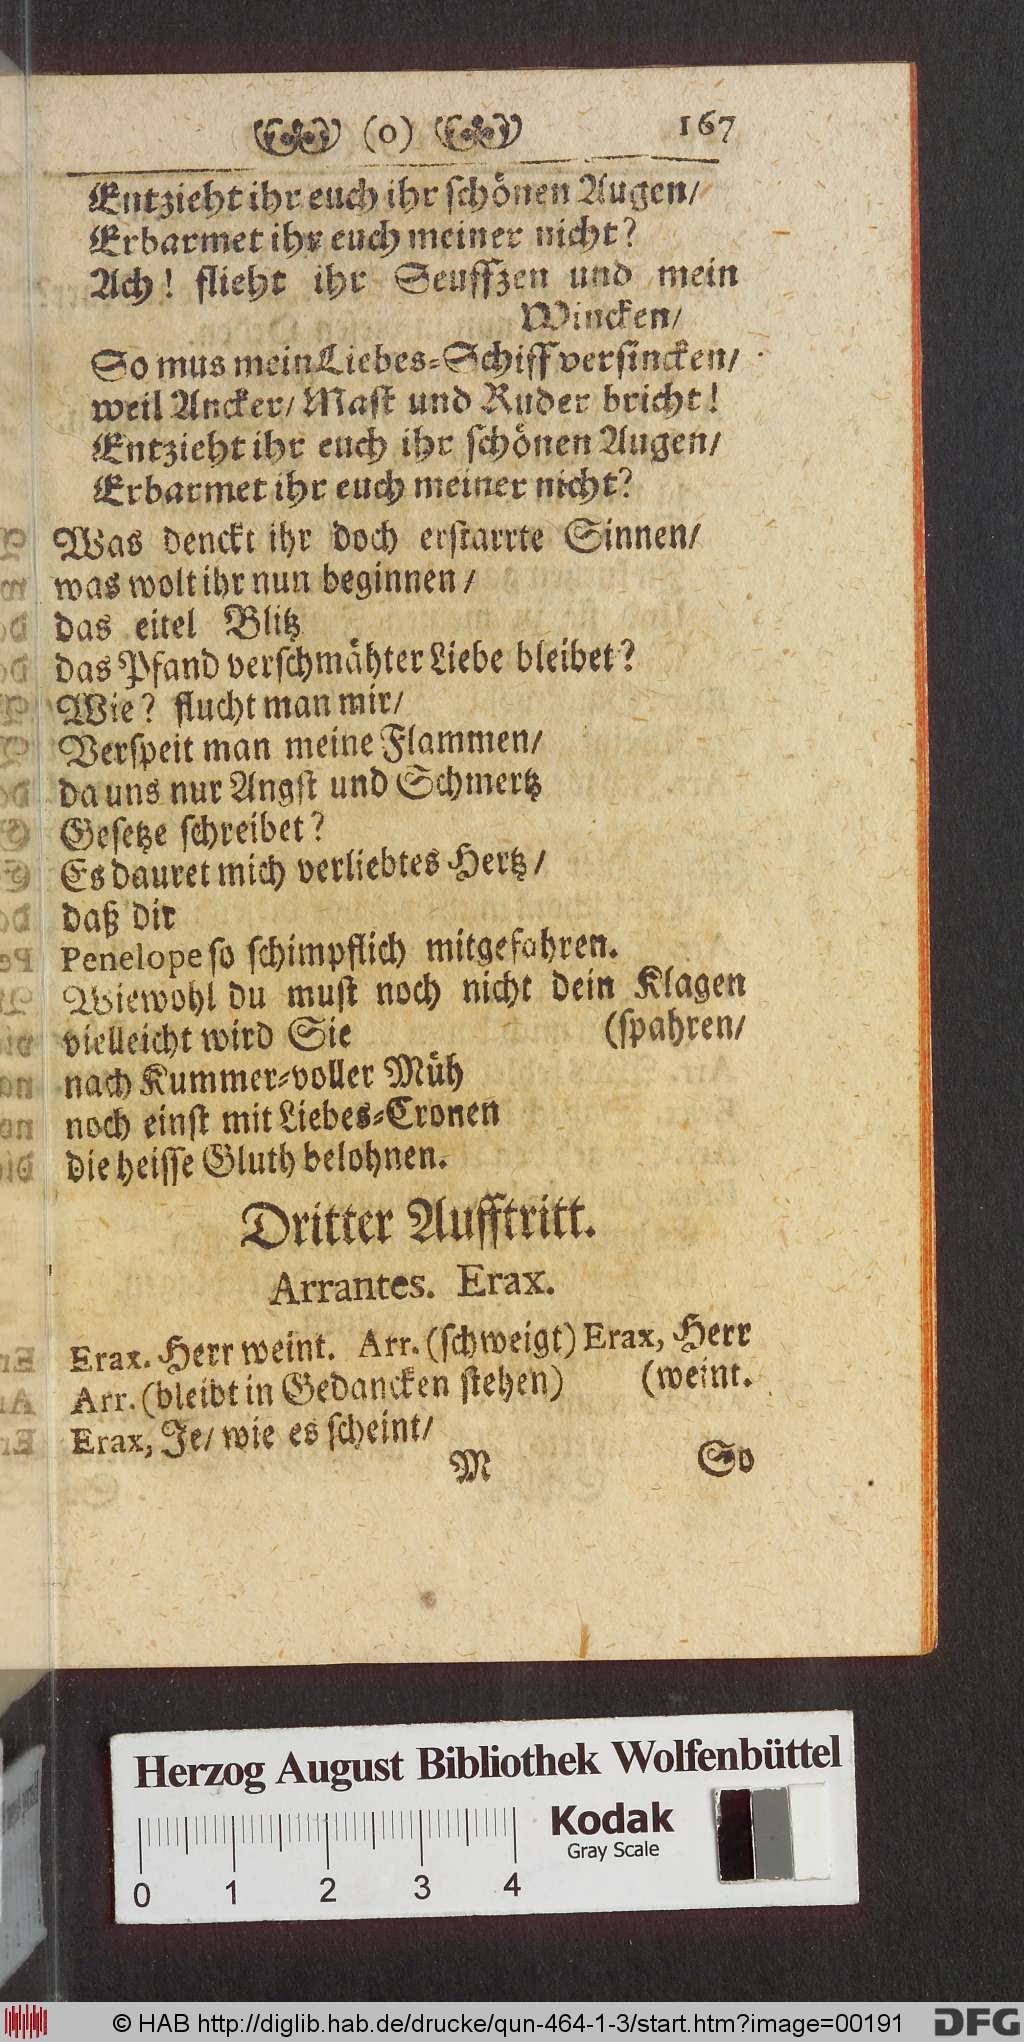 (o) 167
Entzieht ihr euch ihr schönen Augen/
Erbarmet ihr euch meiner nicht?
Ach! flieht ihr Seuffzen und mein
Wincken/
So mus mein Liebes-Schiff versincken/
weil Ancker/ Mast und Ruder bricht!
Entzieht ihr euch ihr schönen Augen/
Erbarmet ihr euch meiner nicht?
Was denckt ihr doch erstarrte Sinnen/
was wolt ihr nun beginnen/
das eitel Blitz
das Pfand verschmähter Liebe bleibet?
Wie? flucht man mir/
Verspeit man meine Flammen/
da uns nur Angst und Schmertz
Gesetze schreibet?
Es dauret mich verliebtes Hertz/
daß dir
Penelope so schimpflich mitgefahren.
Wiewohl du must noch nicht dein Klagen
vielleicht wird Sie (spahren/
nach Kummer-voller Müh
noch einst mit Liebes-Cronen
die heisse Gluth belohnen.
Dritter Aufftritt.
Arrantes. Erax.
Erax. Herr weint. Arr. (schweigt) Erax, Herr
Arr. (bleibt in Gedancken stehen) (weint.
Erax, Je/ wie es scheint/
M So
Herzog August Bibliothek Wolfenbüttel
Kodak
Gray Scale
0 1 2 3 4
© HAB http://diglib.hab.de/drucke/qun-464-1-3/start.htm?image=00191
DFG